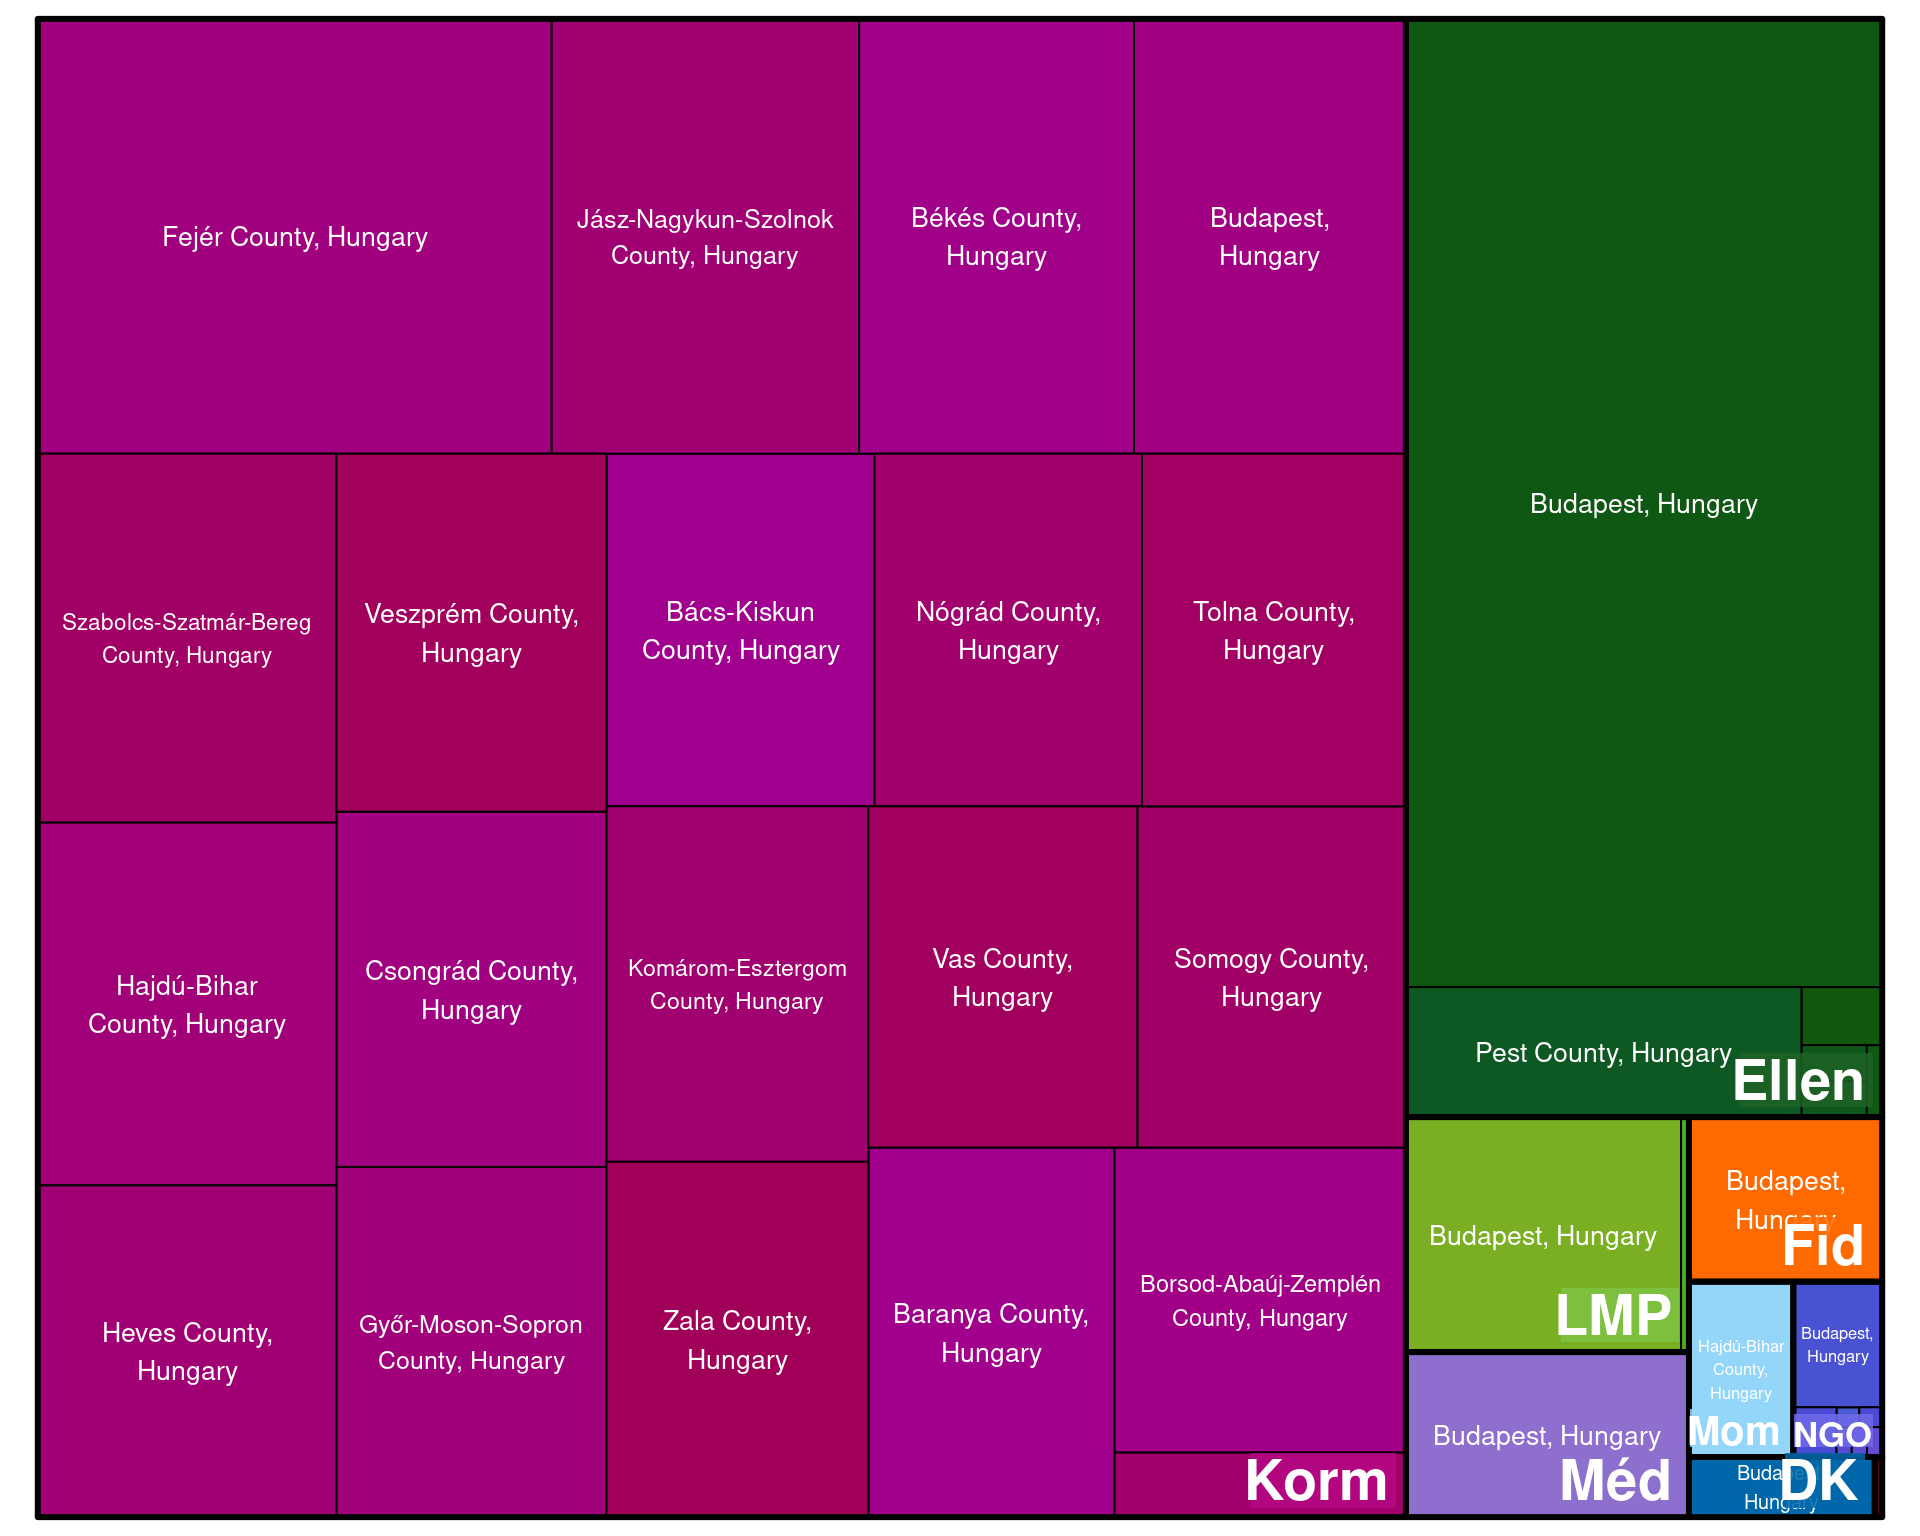 Fejér County, Hungary
Jász-Nagykun-Szolnok
County, Hungary
Békés County,
Hungary
Budapest,
Hungary
Szabolcs-Szatmár-Bereg
County, Hungary
Veszprém County,
Hungary
Bács-Kiskun
County, Hungary
Nógrád County,
Hungary
Tolna County,
Hungary
Hajdú-Bihar
County, Hungary
Csongrád County,
Hungary
Komárom-Esztergom
County, Hungary
Vas County,
Hungary
Somogy County,
Hungary
Heves County,
Hungary
Győr-Moson-Sopron
County, Hungary
Zala County,
Hungary
Baranya County,
Hungary
Borsod-Abaúj-Zemplén
County, Hungary
Korm
Budapest, Hungary
Pest County, Hungary
Ellen
Budapest, Hungary
LMP
Budapest, Hungary
Méd
Budapest,
Hungary
Fid
Hajdú-Bihar
County,
Hungary
Mom
Budapest,
Hungary
NGO
Budapest,
Hungary
DK